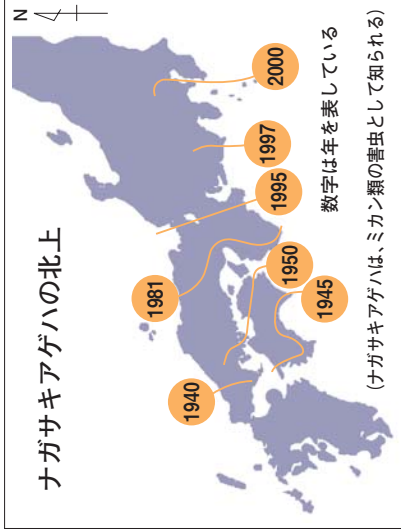 ナガサキアゲハの北上
N
1940
1981
1995
1997
2000
1950
1945
数字は年を表している
(ナガサキアゲハは、ミカン類の害虫として知られる)